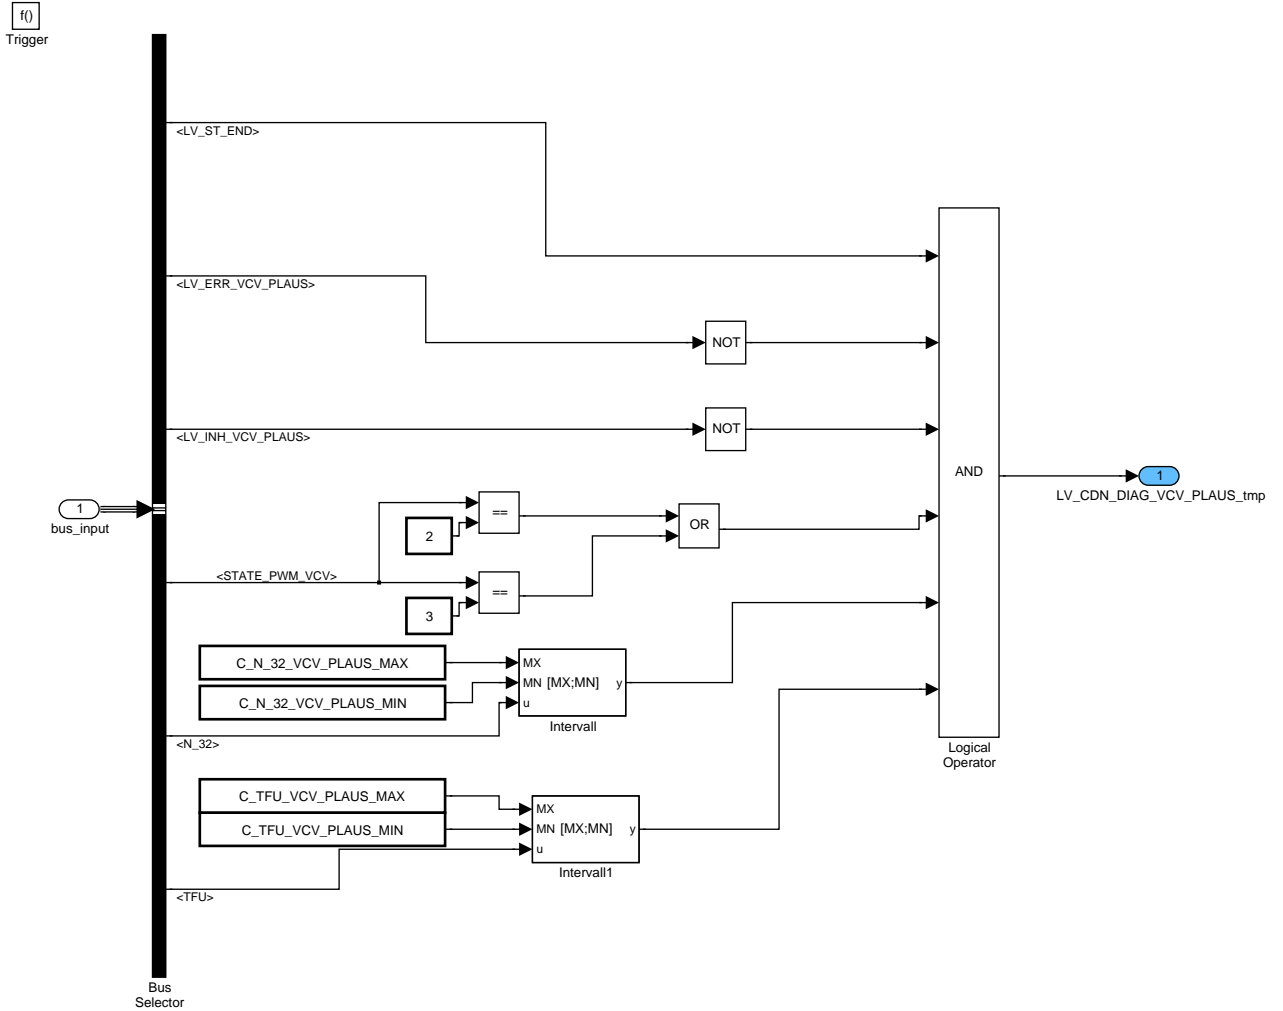 f()
Trigger
<LV_ST_END>
<LV_ERR_VCV_PLAUS>
NOT
<LV_INH_VCV_PLAUS>
NOT
AND
1
LV_CDN_DIAG_VCV_PLAUS_tmp
1
bus_input
==
2
OR
<STATE_PWM_VCV>
==
3
C_N_32_VCV_PLAUS_MAX
C_N_32_VCV_PLAUS_MIN
MX
MN [MX;MN] y
u
Intervall
<N_32>
Logical
Operator
C_TFU_VCV_PLAUS_MAX
C_TFU_VCV_PLAUS_MIN
MX
MN [MX;MN] y
u
Intervall1
<TFU>
Bus
Selector